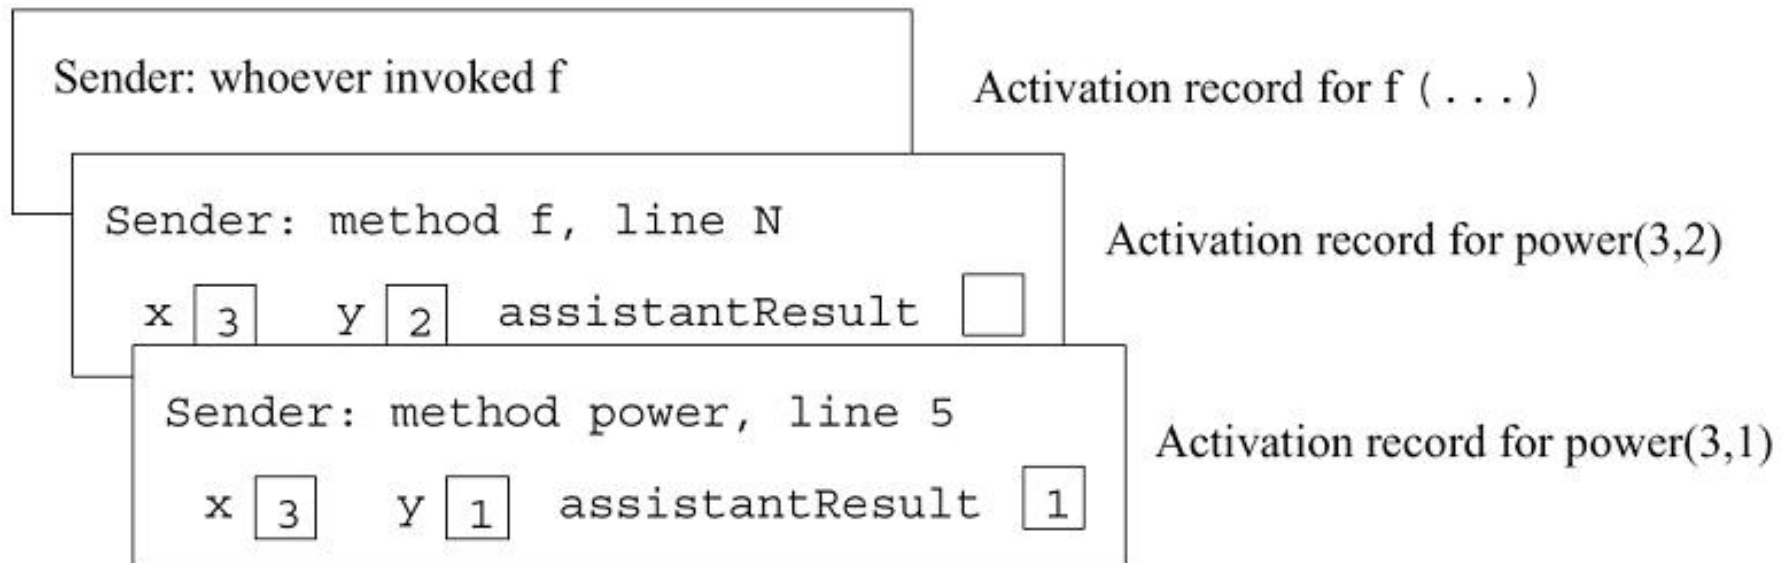 Sender: whoever invoked f
Activation record for f (...)
Sender: method f, line N
Activation record for power(3,2)
x 3 y 2 assistantResult
Sender: method power, line 5
Activation record for power(3,1)
x 3 y 1 assistantResult 1